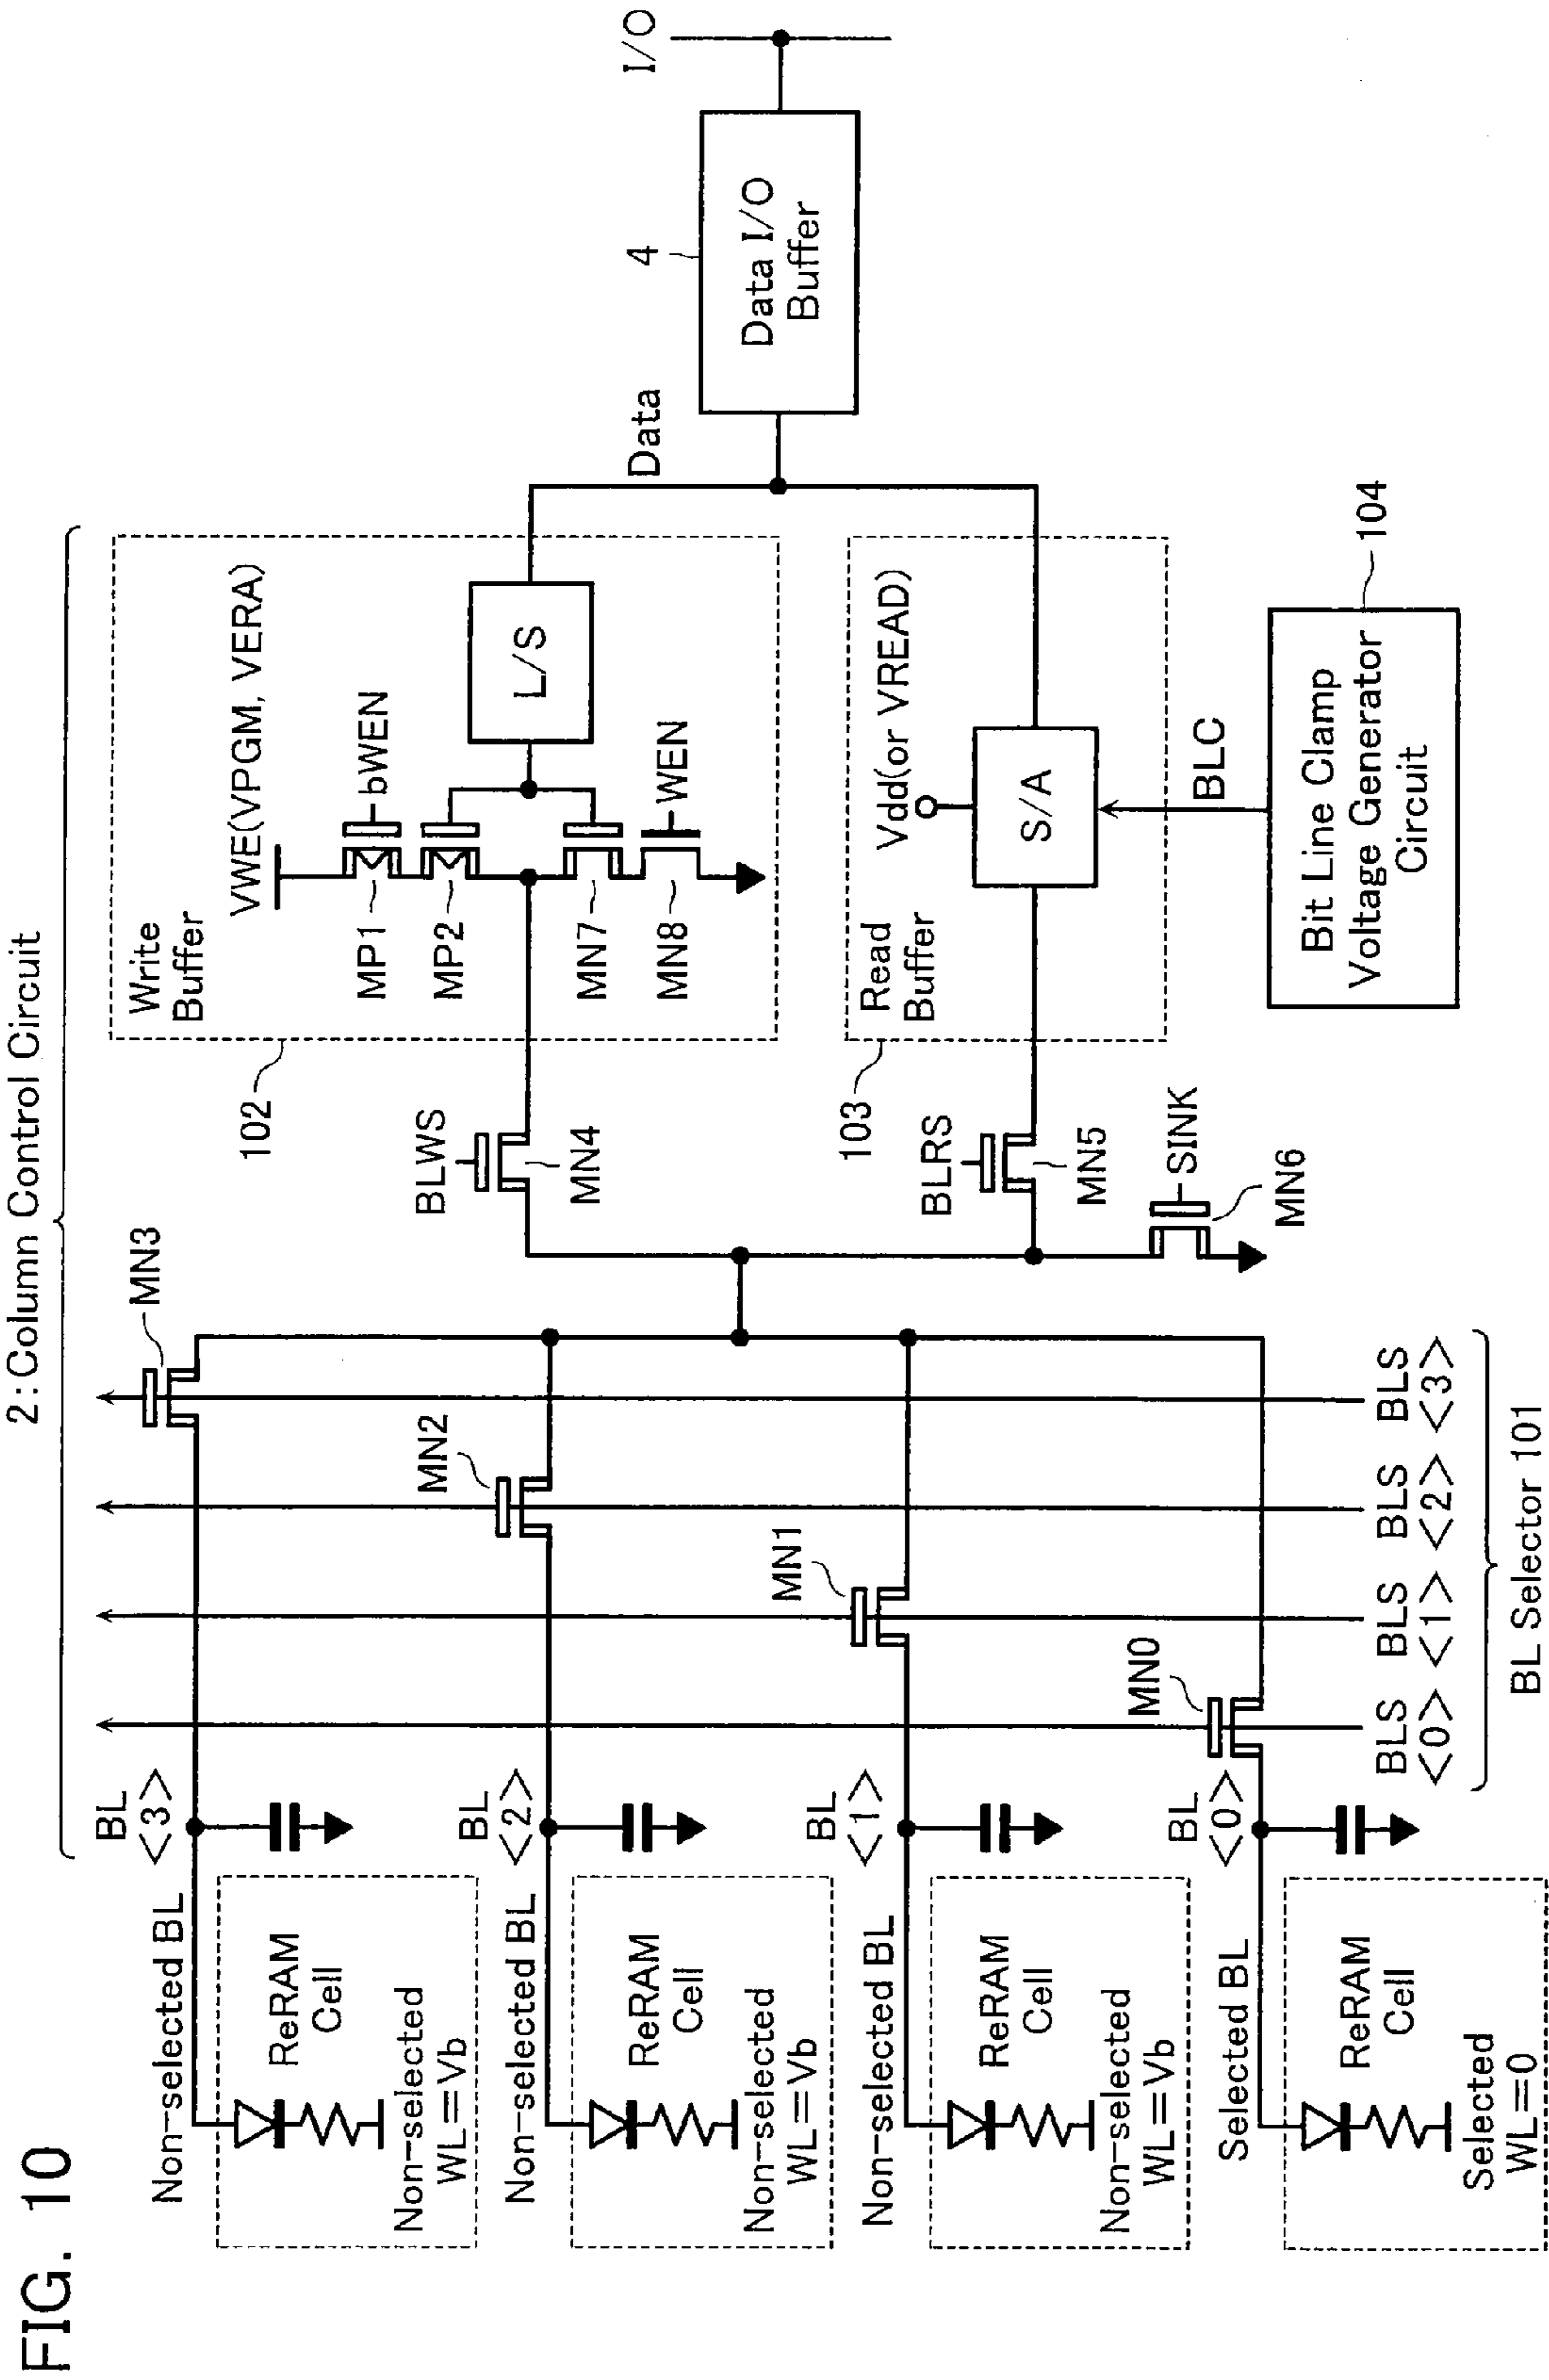 FIG. 10
2:Column Control Circuit
Non-selected BL
BL
<3>
MN3
ReRAM
Cell
Non-selected
WL=Vb
Non-selected BL
BL
<2>
MN2
ReRAM
Cell
Non-selected
WL=Vb
Non-selected BL
BL
<1>
MN1
ReRAM
Cell
Non-selected
WL=Vb
Selected BL
BL
<0>
MN0
ReRAM
Cell
Selected
WL=0
BLS
<0>
BLS
<1>
BLS
<2>
BLS
<3>
BL Selector 101
102
Write
Buffer
VWE(VPGM, VERA)
MP1
bWEN
MP2
L/S
MN7
MN8
WEN
BLWS
MN4
103
Read
Buffer
Vdd(or VREAD)
S/A
BLRS
MN5
SINK
MN6
BLC
Bit Line Clamp
Voltage Generator
Circuit
104
Data
4
Data I/O
Buffer
I/O